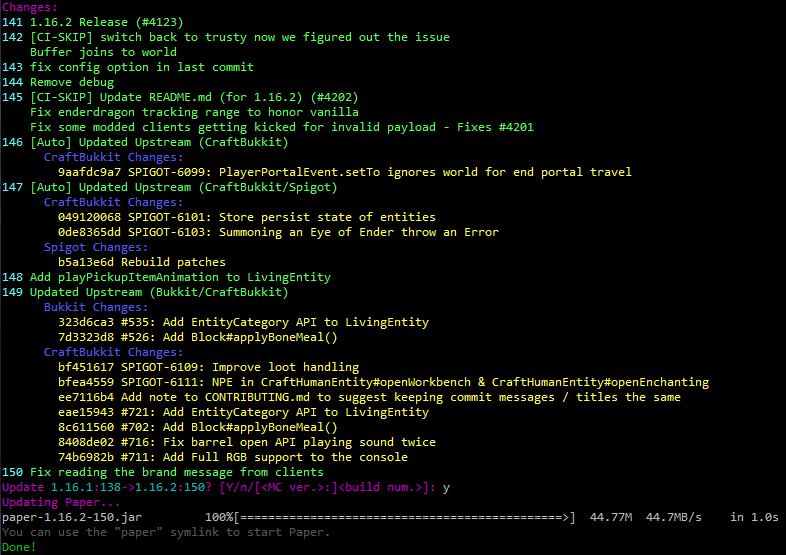 Changes:
141 1.16.2 Release (#4123)
142 [CI-SKIP] switch back to trusty now we figured out the issue
Buffer joins to world
143 fix config option in last commit
144 Remove debug
145 [CI-SKIP] Update README.md (for 1.16.2) (#4202)
Fix enderdragon tracking range to honor vanilla
Fix some modded clients getting kicked for invalid payload - Fixes #4201
146 [Auto] Updated Upstream (CraftBukkit)
CraftBukkit Changes:
9aafdc9a7 SPIGOT-6099: PlayerPortalEvent.setTo ignores world for end portal travel
147 [Auto] Updated Upstream (CraftBukkit/Spigot)
CraftBukkit Changes:
049120068 SPIGOT-6101: Store persist state of entities
0de8365dd SPIGOT-6103: Summoning an Eye of Ender throw an Error
Spigot Changes:
b5a13e6d Rebuild patches
148 Add playPickupItemAnimation to LivingEntity
149 Updated Upstream (Bukkit/CraftBukkit)
Bukkit Changes:
323d6ca3 #535: Add EntityCategory API to LivingEntity
7d3323d8 #526: Add Block#applyBoneMeal()
CraftBukkit Changes:
bf451617 SPIGOT-6109: Improve loot handling
bfea4559 SPIGOT-6111: NPE in CraftHumanEntity#openWorkbench & CraftHumanEntity#openEnchanting
ee7116b4 Add note to CONTRIBUTING.md to suggest keeping commit messages / titles the same
eae15943 #721: Add EntityCategory API to LivingEntity
8c611560 #702: Add Block#applyBoneMeal()
8408de02 #716: Fix barrel open API playing sound twice
74b6982b #711: Add Full RGB support to the console
150 Fix reading the brand message from clients
Update 1.16.1:138->1.16.2:150? [Y/n/[<MC ver.>:]<build num.>]: y
Updating Paper...
paper-1.16.2-150.jar 100%[==============================================>] 44.77M 44.7MB/s in 1.0s
You can use the "paper" symlink to start Paper.
Done!